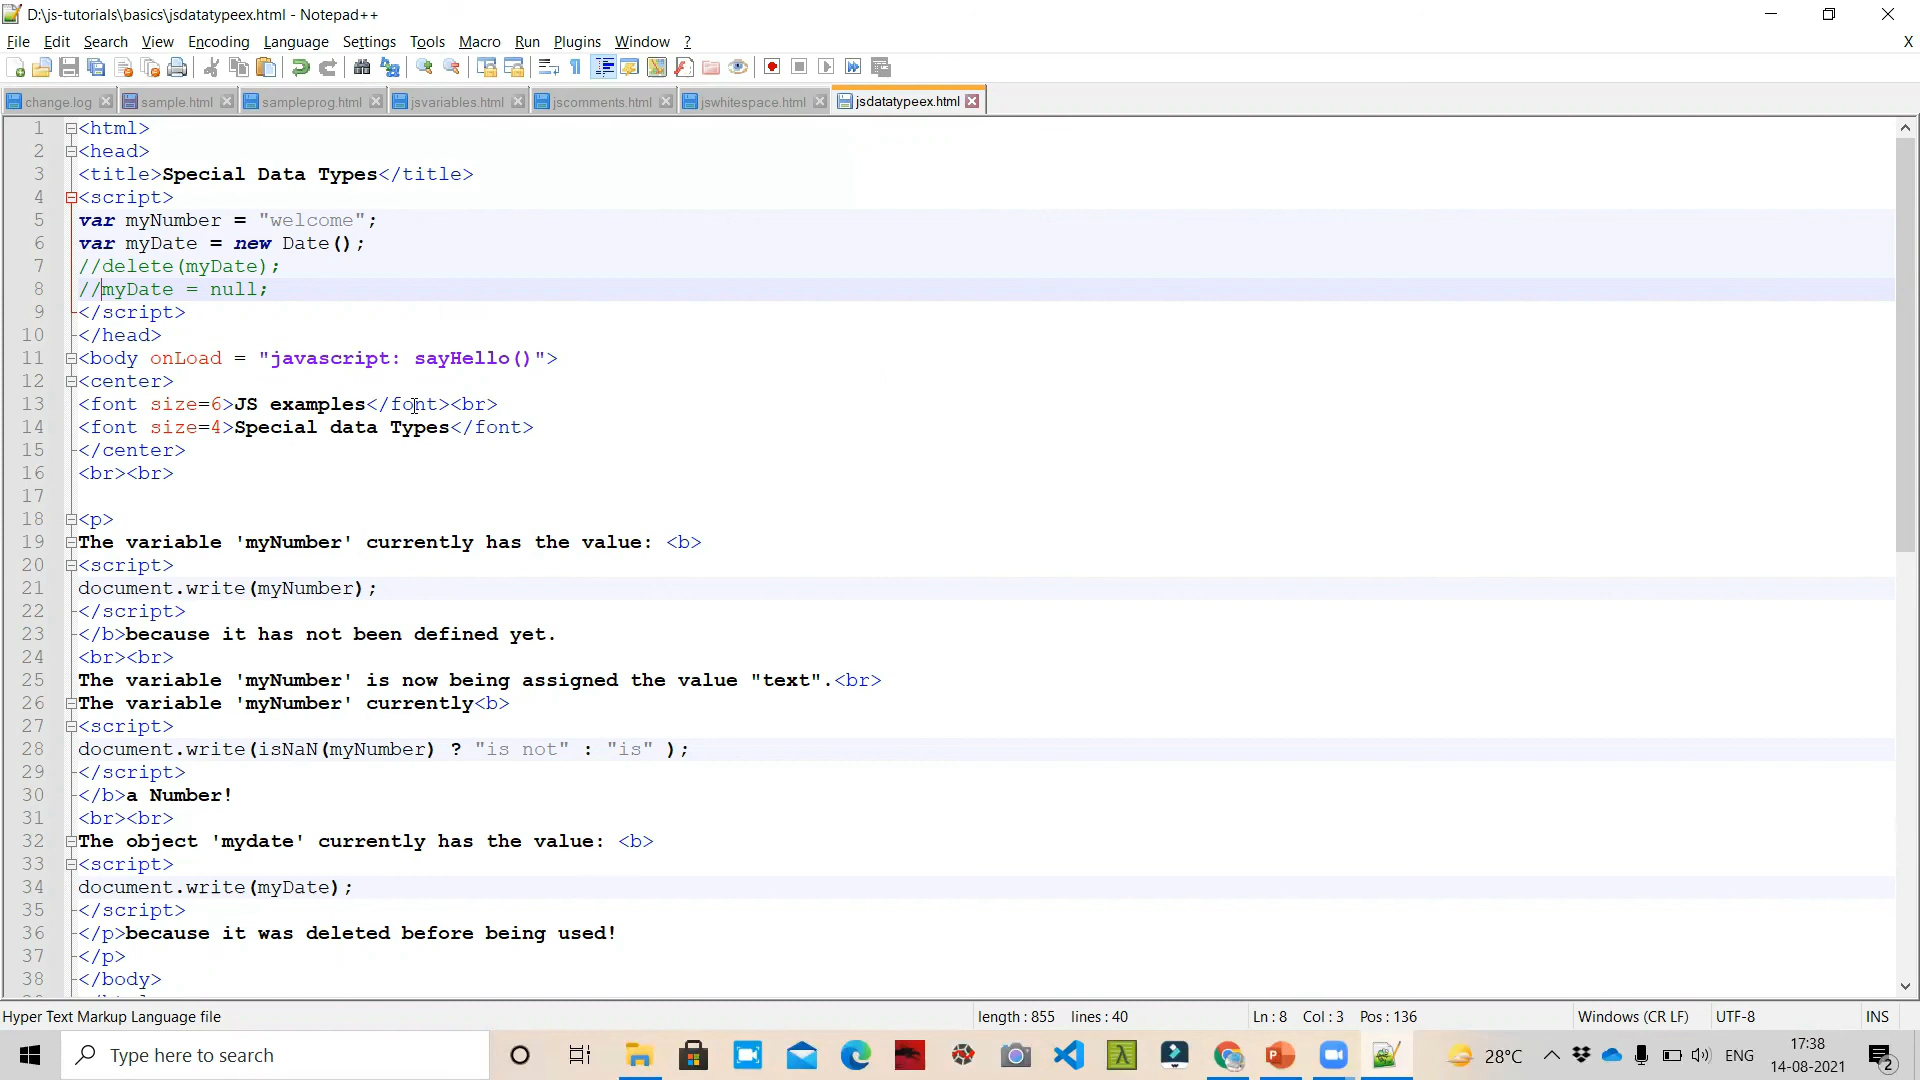 D:\js-tutorials\basics\jsdatatypeex.html - Notepad++
File Edit Search View Encoding Language Settings Tools Macro Run Plugins Window ? X
change.log sample.html sampleprog.html jsvariables.html jscomments.html jswhitespace.html jsdatatypeex.html
1 <html>
2 <head>
3 <title>Special Data Types</title>
4 <script>
5 var myNumber = "welcome";
6 var myDate = new Date();
7 //delete(myDate);
8 //myDate = null;
9 </script>
10 </head>
11 <body onLoad = "javascript: sayHello()">
12 <center>
13 <font size=6>JS examples</font><br>
14 <font size=4>Special data Types</font>
15 </center>
16 <br><br>
17
18 <p>
19 The variable 'myNumber' currently has the value: <b>
20 <script>
21 document.write(myNumber);
22 </script>
23 </b>because it has not been defined yet.
24 <br><br>
25 The variable 'myNumber' is now being assigned the value "text".<br>
26 The variable 'myNumber' currently<b>
27 <script>
28 document.write(isNaN(myNumber) ? "is not" : "is" );
29 </script>
30 </b>a Number!
31 <br><br>
32 The object 'mydate' currently has the value: <b>
33 <script>
34 document.write(myDate);
35 </script>
36 </p>because it was deleted before being used!
37 </p>
38 </body>
Hyper Text Markup Language file length : 855 lines : 40 Ln : 8 Col : 3 Pos : 136 Windows (CR LF) UTF-8 INS
Type here to search 28°C ENG 17:38
14-08-2021 2